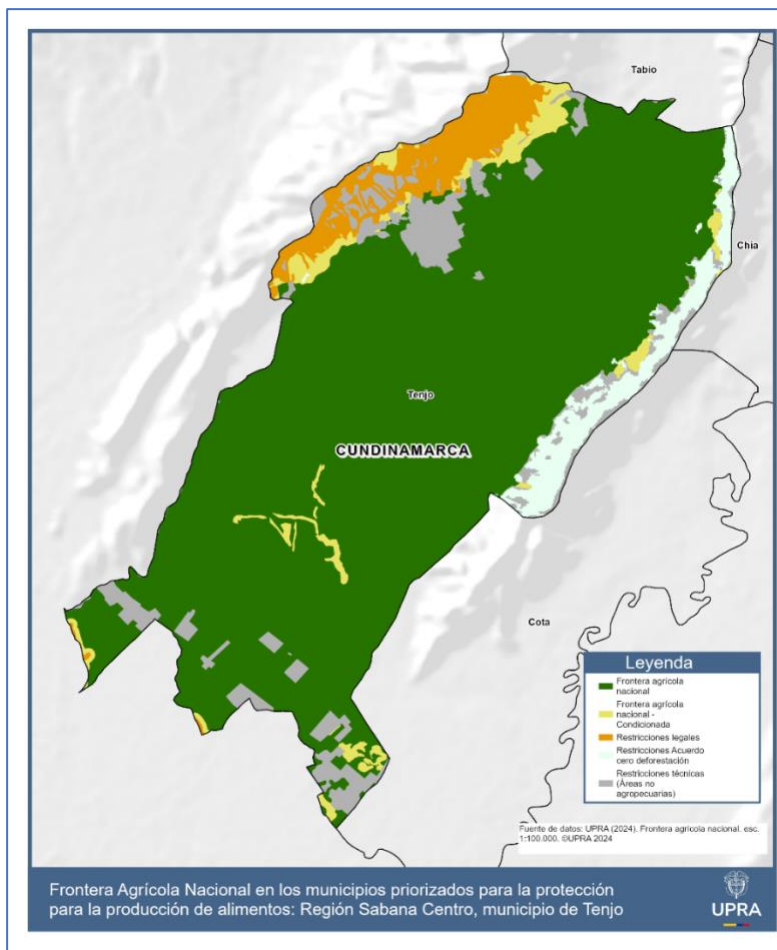 Tabio
Chia
Tenjo
CUNDINAMARCA
Cota
Leyenda
Frontera agrícola
nacional
Frontera agrícola
nacional -
Condicionada
Restricciones legales
Restricciones Acuerdo
cero deforestación
Restricciones técnicas
(Áreas no
agropecuarias)
Fuente de datos: UPRA (2024). Frontera agrícola nacional. esc.
1:100.000. ©UPRA 2024
Frontera Agrícola Nacional en los municipios priorizados para la protección
para la producción de alimentos: Región Sabana Centro, municipio de Tenjo
UPRA